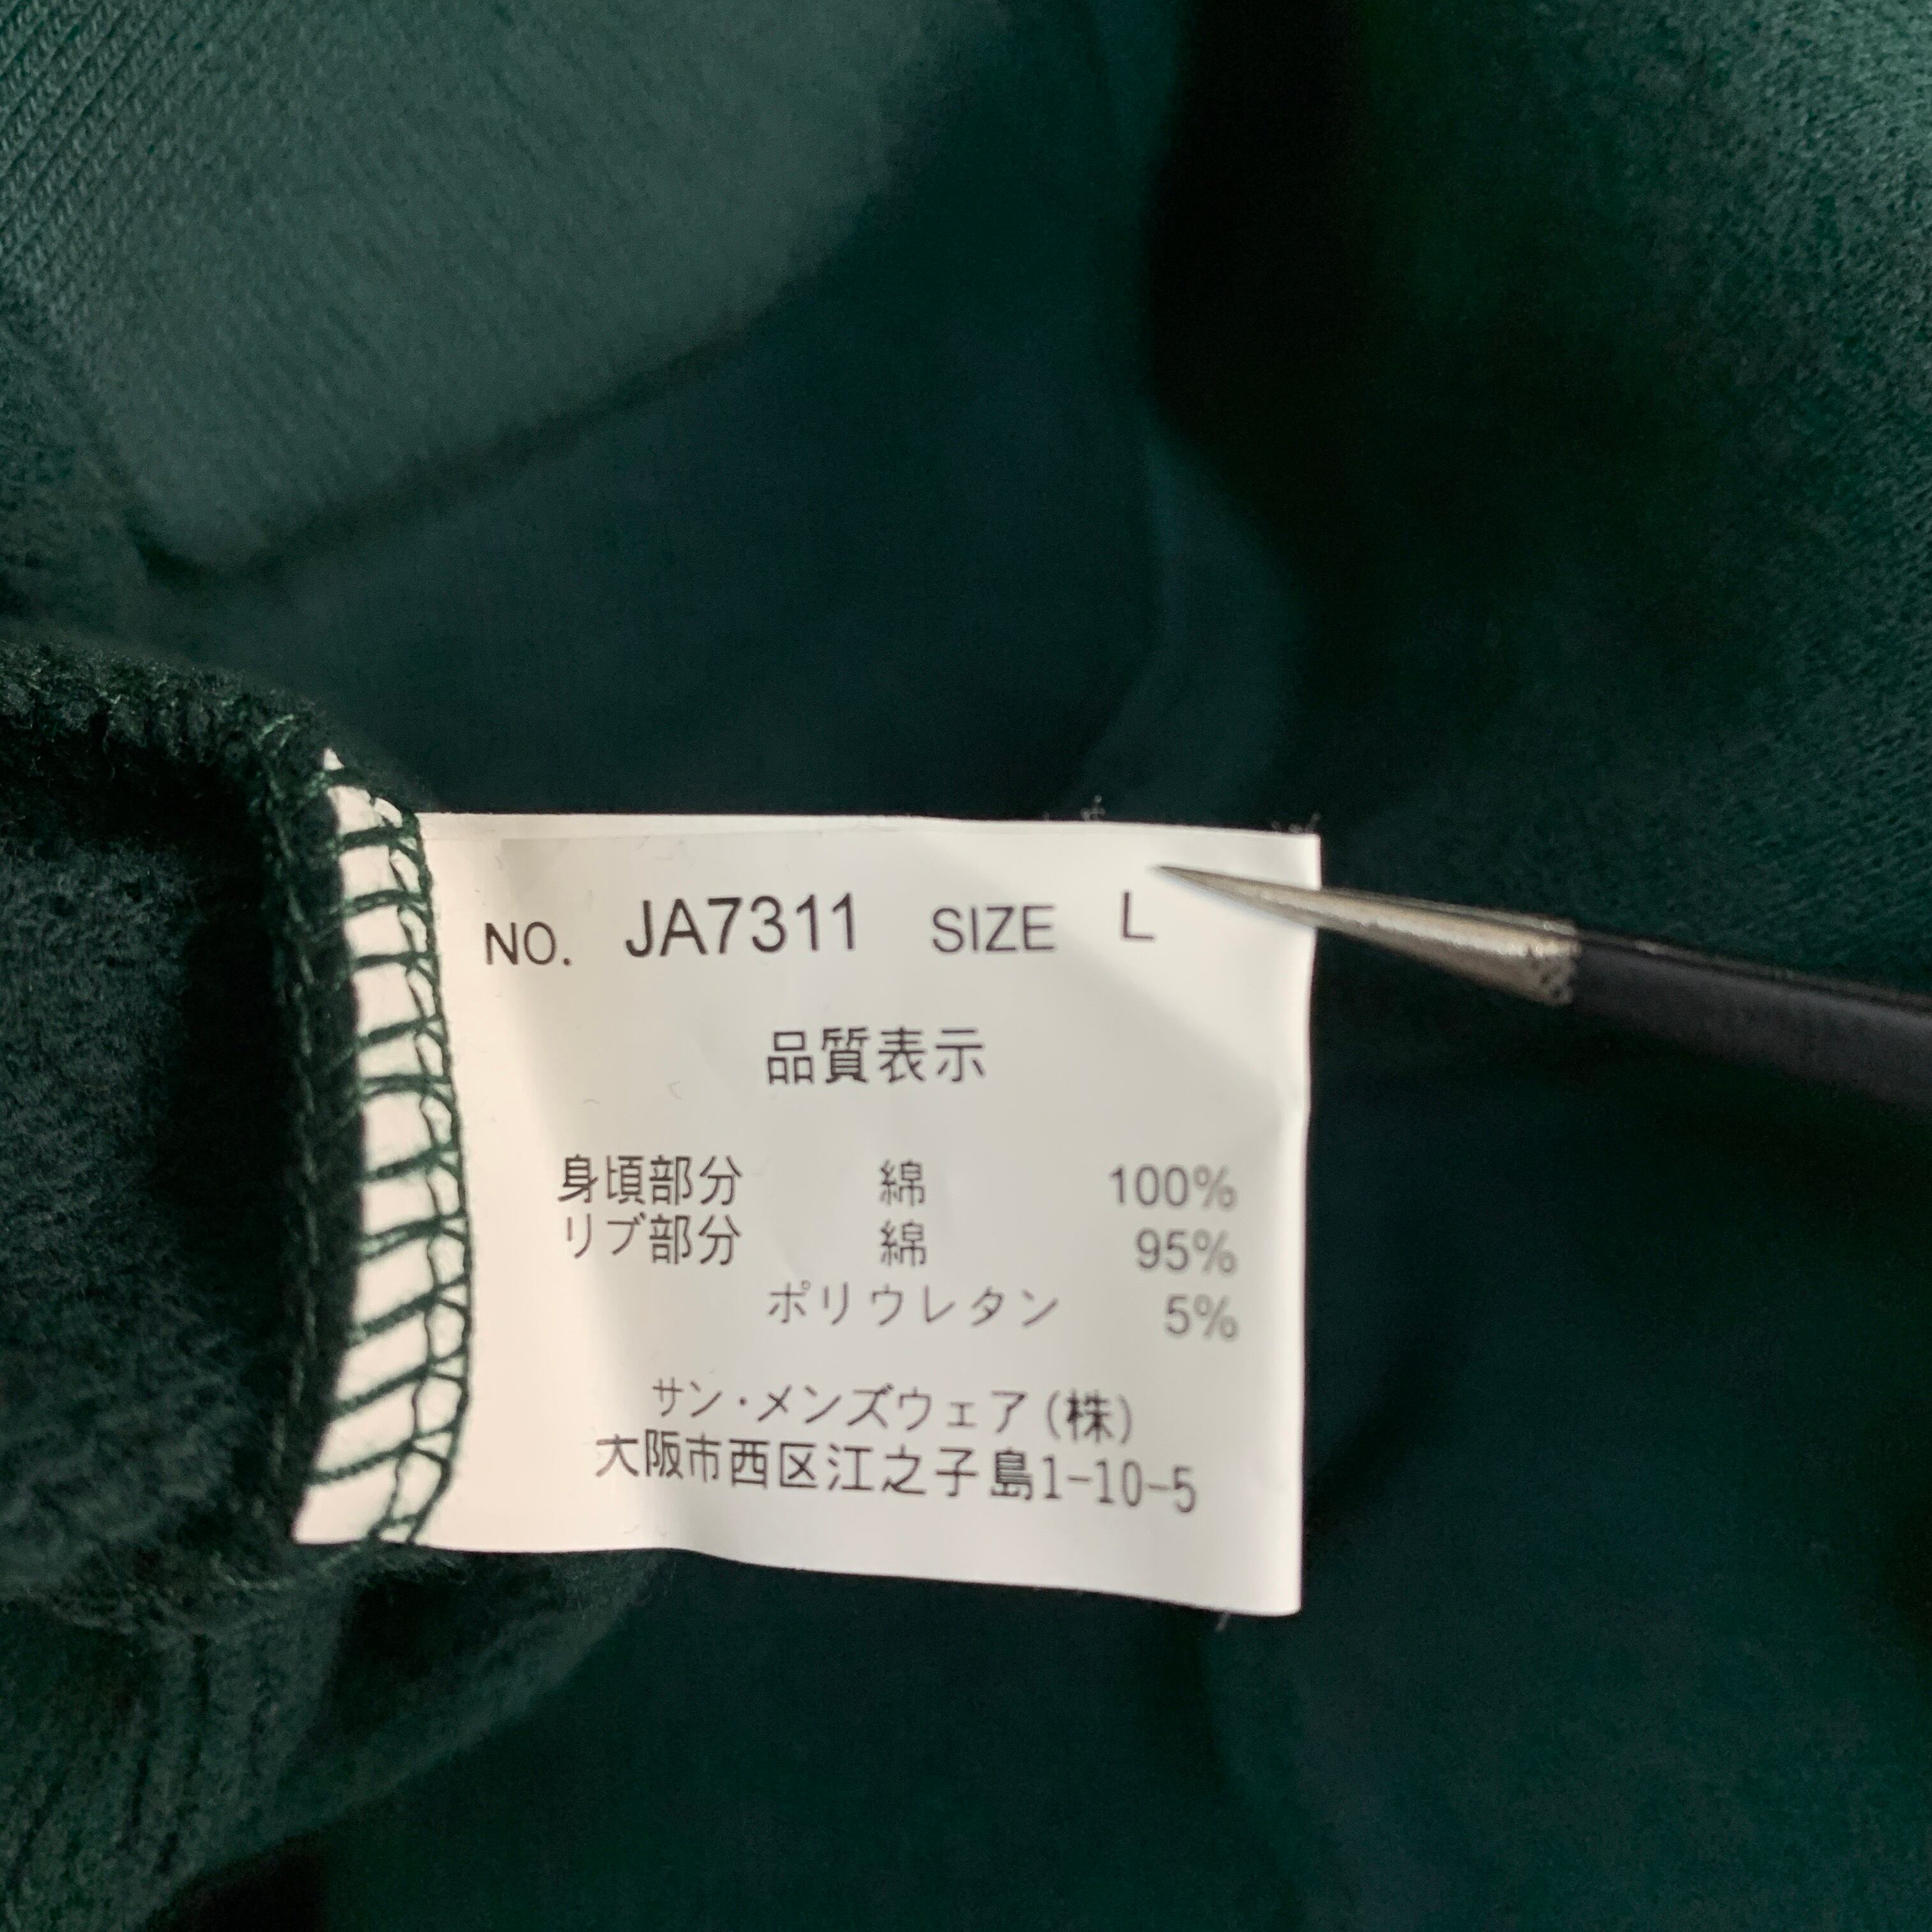 NO. JA7311 SIZE L
品質表示
身頃部分 綿 100%
リブ部分 綿 95%
ポリウレタン 5%
サン・メンズウェア(株)
大阪市西区江之子島1-10-5